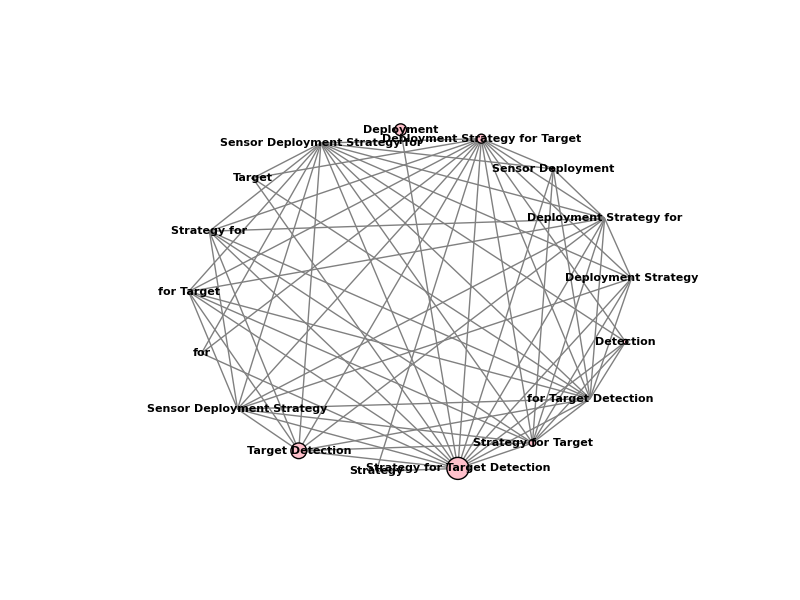 Deployment
Deployment Strategy for Target
Sensor Deployment Strategy for
Sensor Deployment
Target
Deployment Strategy for
Strategy for
Deployment Strategy
for Target
Detection
for
for Target Detection
Sensor Deployment Strategy
Strategy for Target
Target Detection
Strategy for Target Detection
Strategy